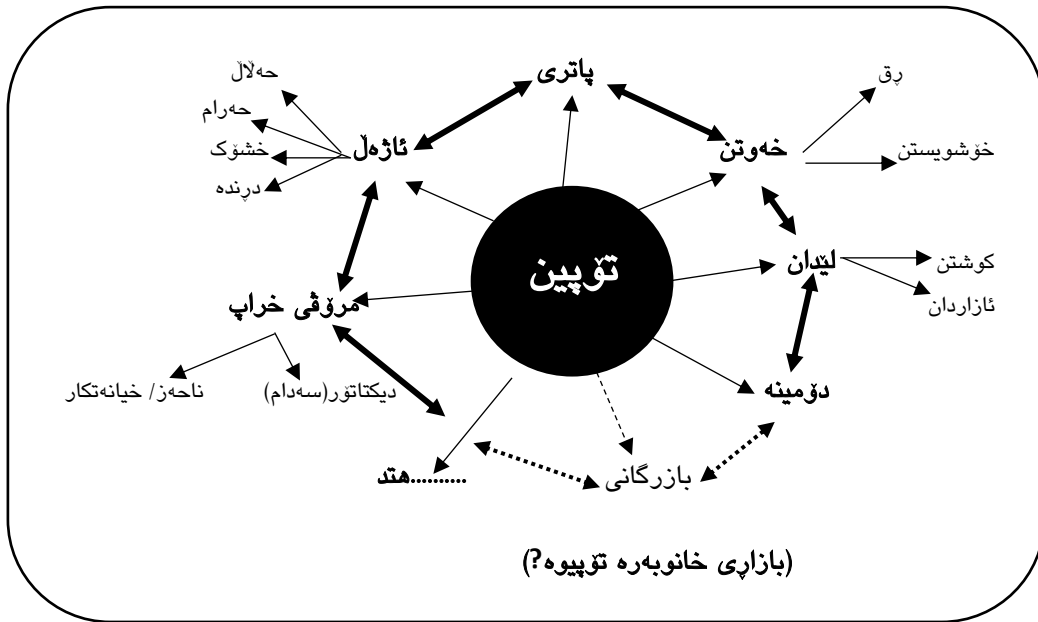 پاتری
ڕق
حەڵاڵ
حەرام
ئاژەڵ
خەوتن
خۆشویستن
خشۆک
دڕندە
تۆپین
لێدان
کوشتن
ئازاردان
مرۆڤی خراپ
دۆمینە
دیکتاتۆر(سەدام)
ناحەز/ خیانەتکار
بازرگانی
هتد..........
(بازاڕی خانوبەرە تۆپیوە?)